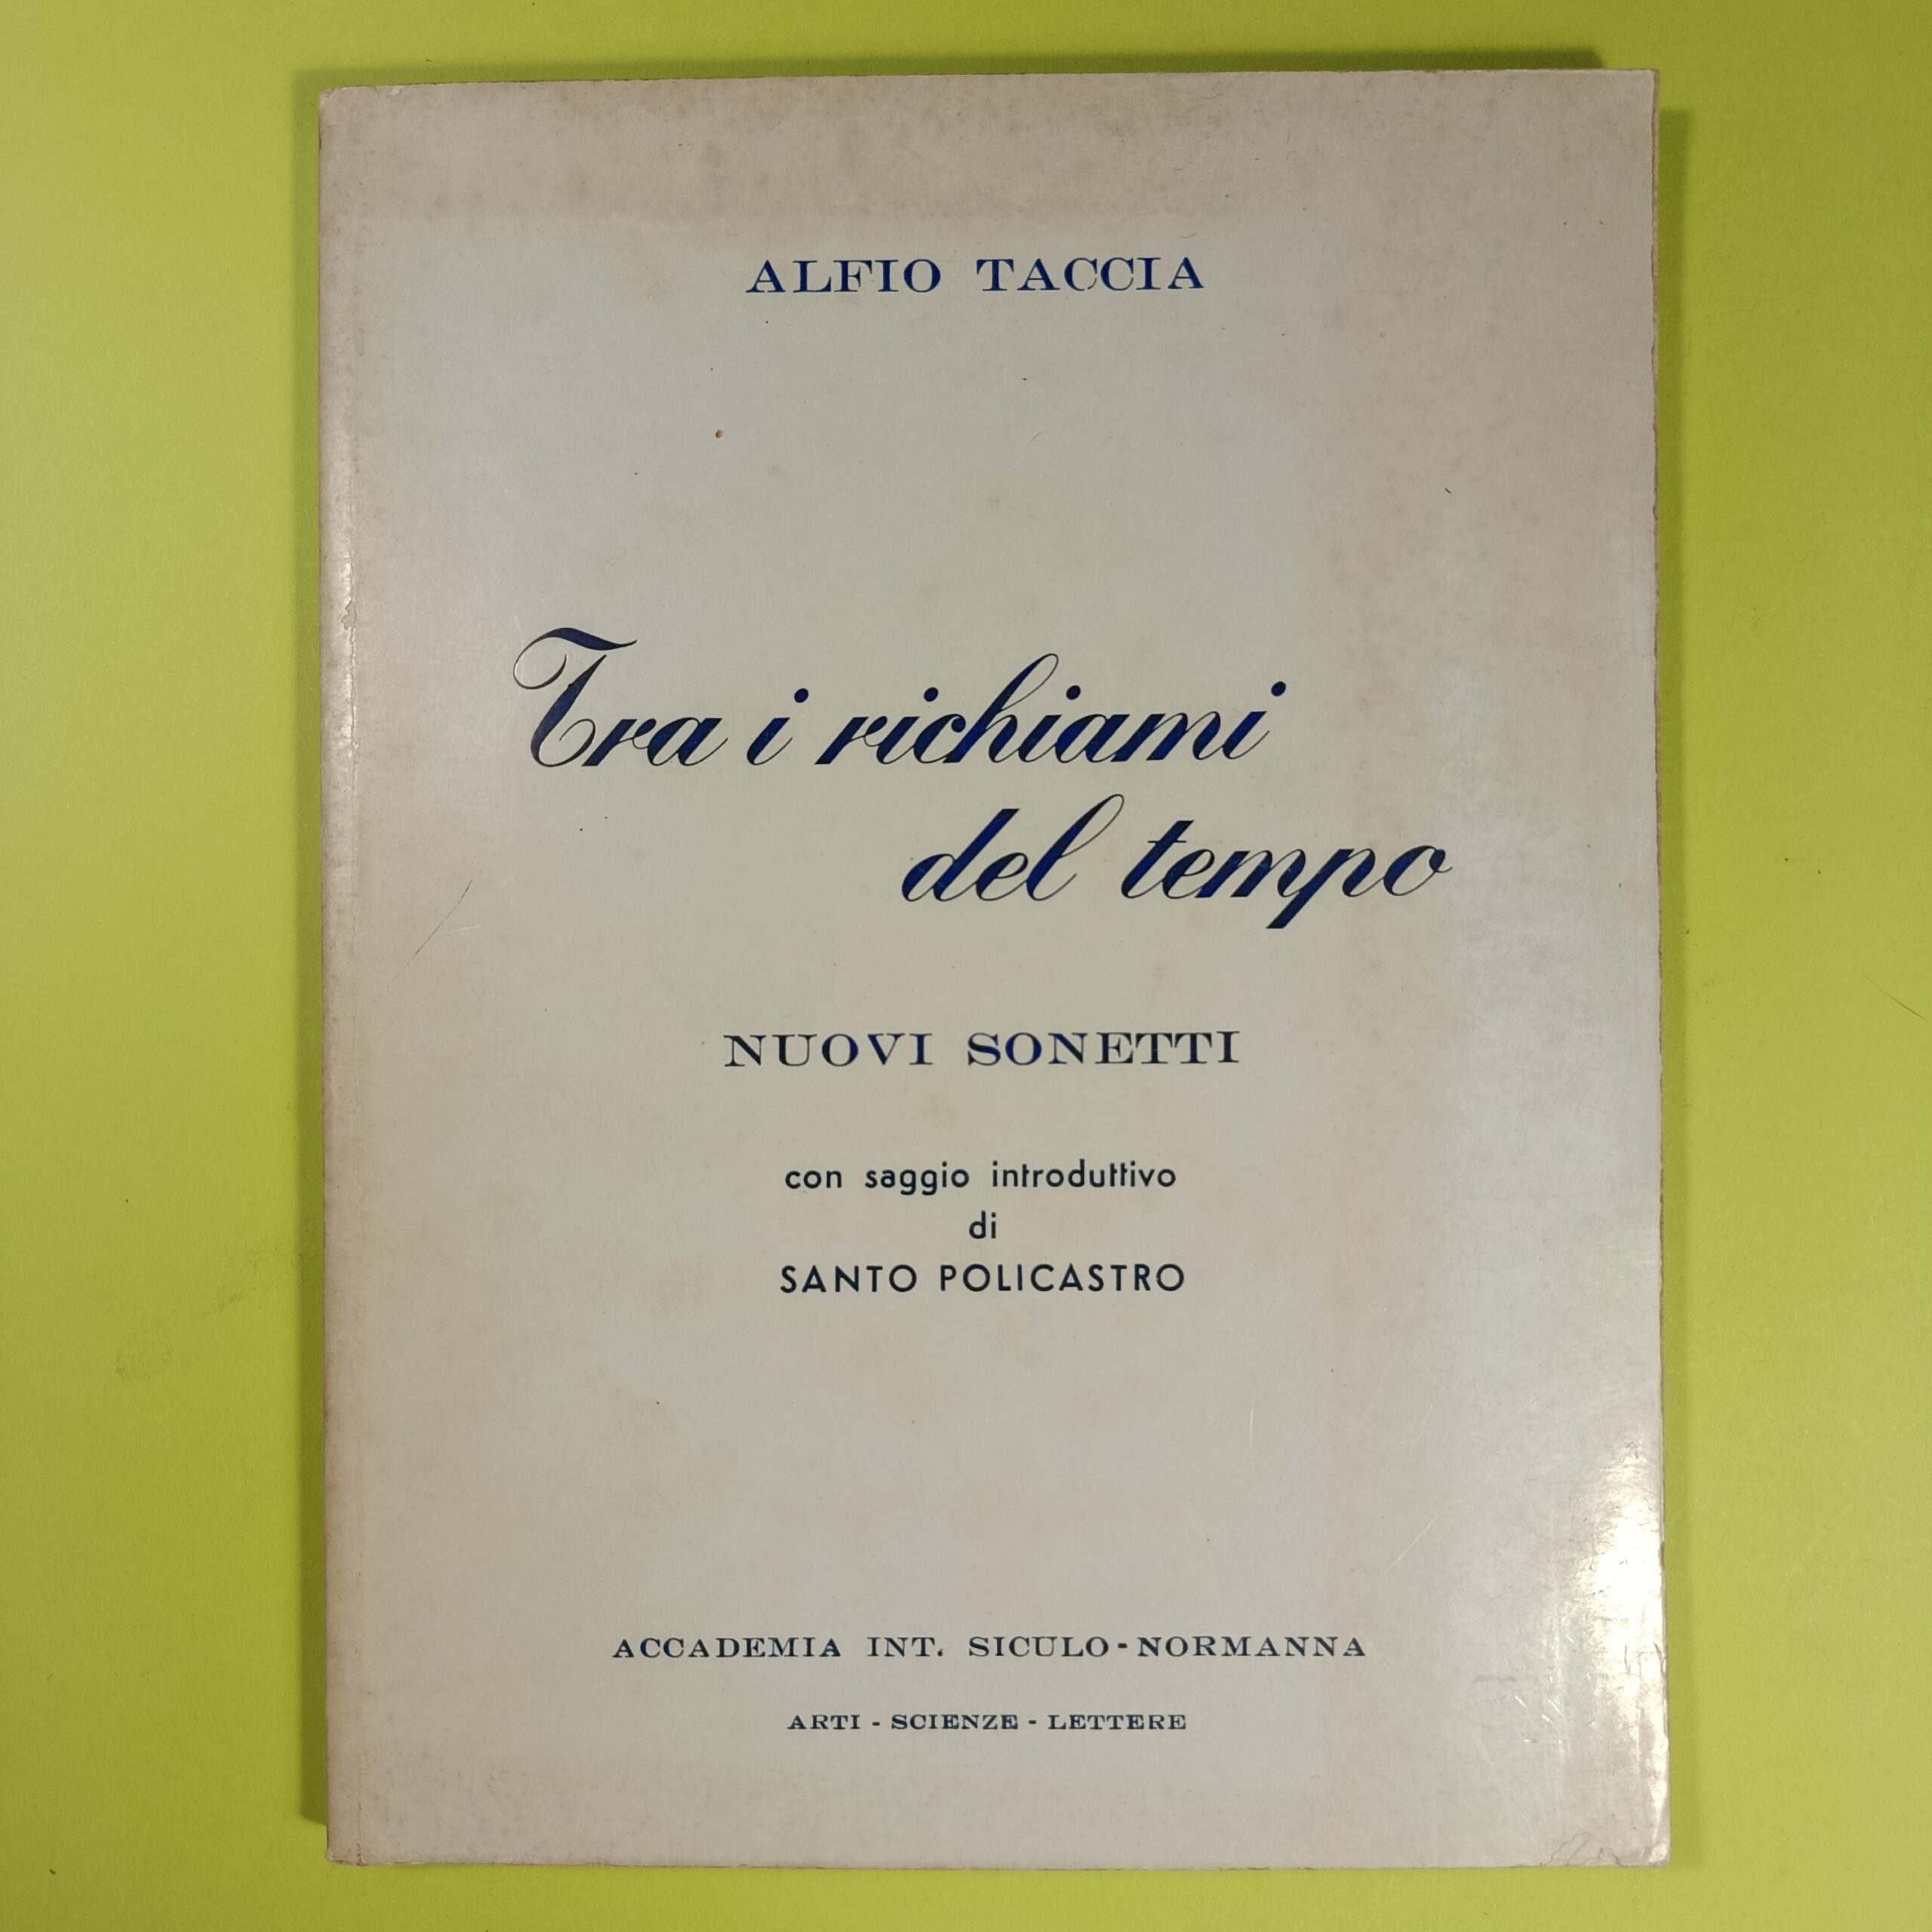 ALFIO TACCIA
Tra i richiami
del tempo
NUOVI SONETTI
con saggio introduttivo
di
SANTO POLICASTRO
ACCADEMIA INT. SICULO-NORMANNA
ARTI - SCIENZE - LETTERE